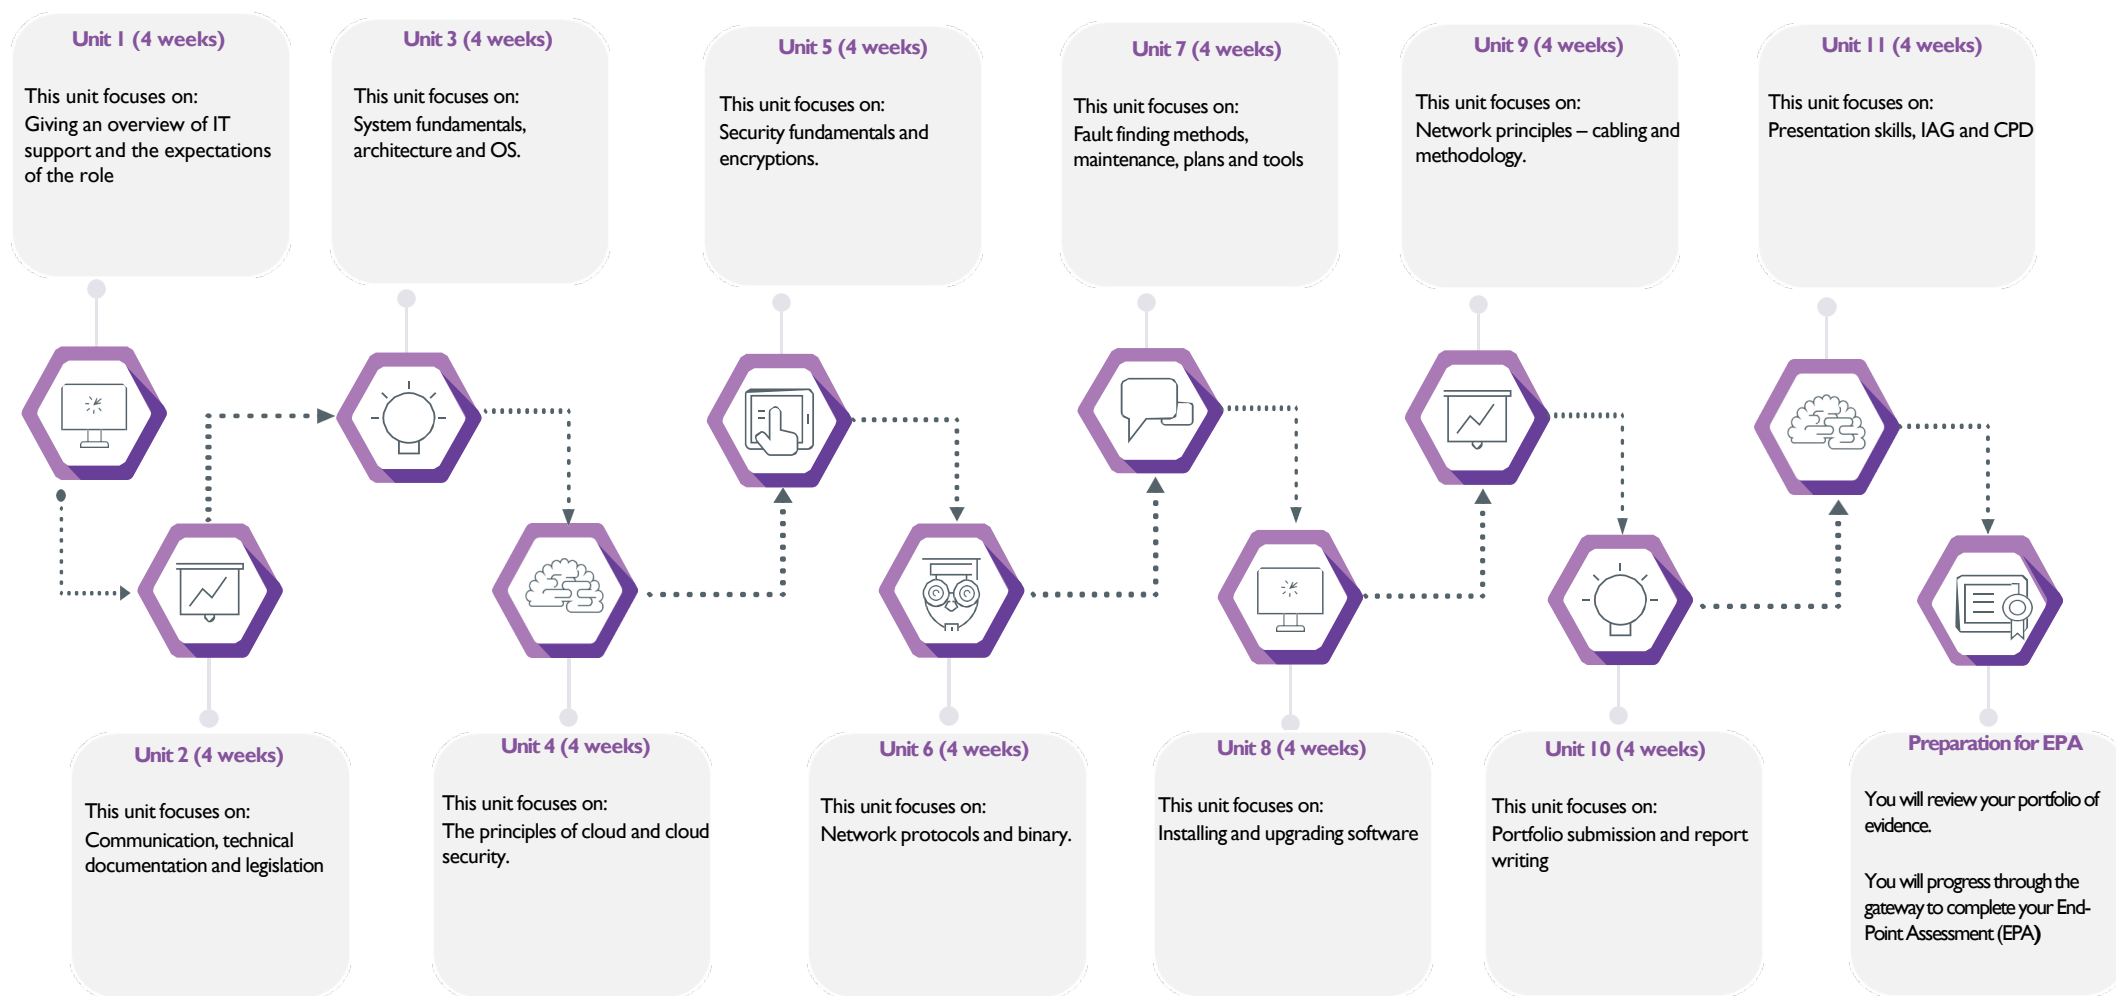 Unit 1 (4 weeks)
This unit focuses on:
Giving an overview of IT
support and the expectations
of the role
Unit 3 (4 weeks)
This unit focuses on:
System fundamentals,
architecture and OS.
Unit 5 (4 weeks)
This unit focuses on:
Security fundamentals and
encryptions.
Unit 7 (4 weeks)
This unit focuses on:
Fault finding methods,
maintenance, plans and tools
Unit 9 (4 weeks)
This unit focuses on:
Network principles – cabling and
methodology.
Unit 11 (4 weeks)
This unit focuses on:
Presentation skills, IAG and CPD
Unit 2 (4 weeks)
This unit focuses on:
Communication, technical
documentation and legislation
Unit 4 (4 weeks)
This unit focuses on:
The principles of cloud and cloud
security.
Unit 6 (4 weeks)
This unit focuses on:
Network protocols and binary.
Unit 8 (4 weeks)
This unit focuses on:
Installing and upgrading software
Unit 10 (4 weeks)
This unit focuses on:
Portfolio submission and report
writing
Preparation for EPA
You will review your portfolio of
evidence.
You will progress through the
gateway to complete your End-
Point Assessment (EPA)